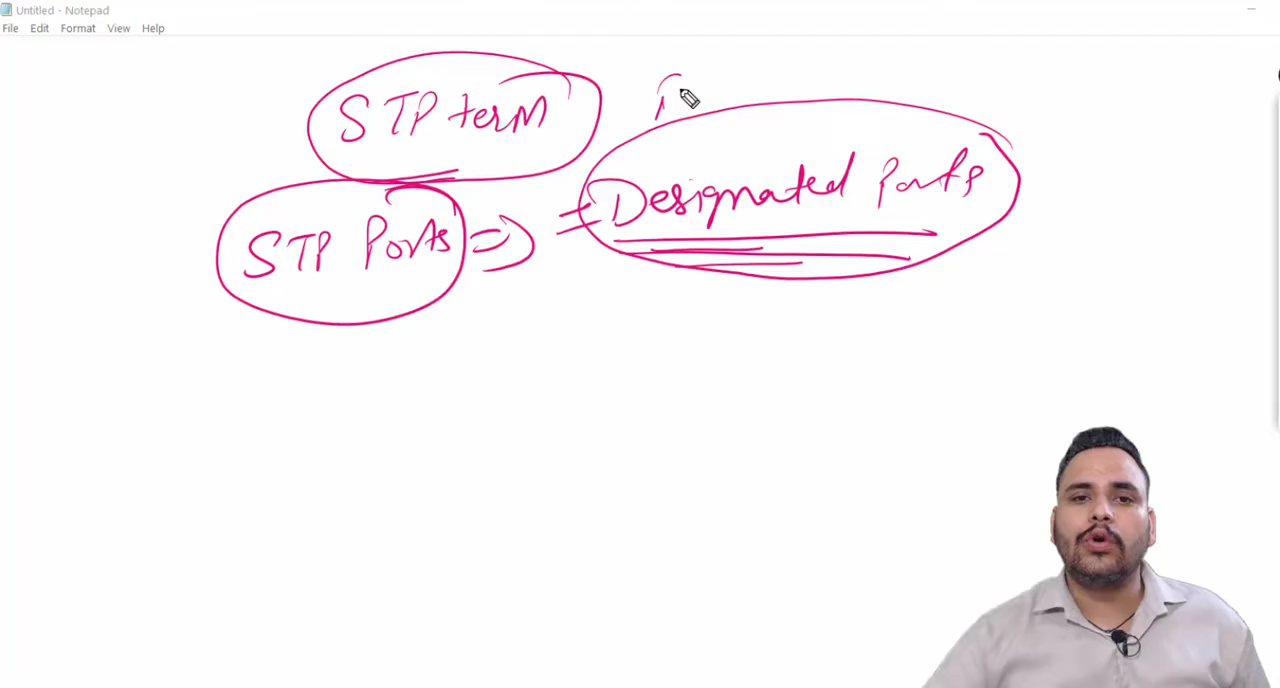 Untitled - Notepad
File Edit Format View Help
STP term
Designated Ports
STP Ports